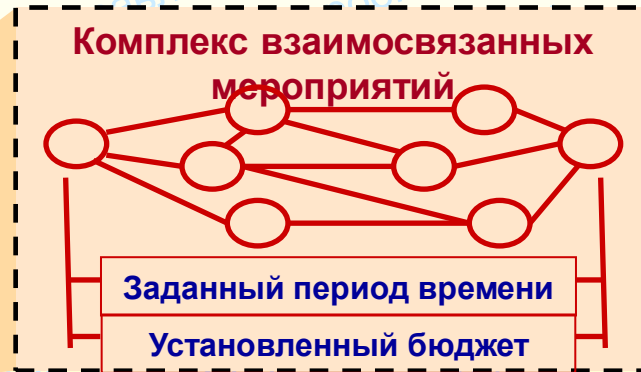 Комплекс взаимосвязанных
мероприятий
Заданный период времени
Установленный бюджет